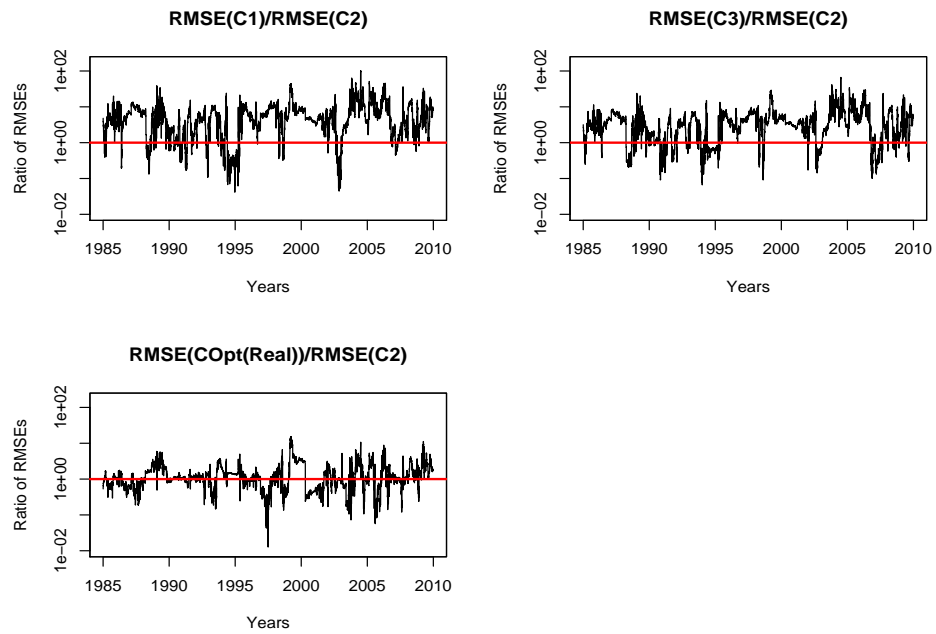 RMSE(C1)/RMSE(C2)
Ratio of RMSEs
1e+02
1e+00
1e−02
1985 1990 1995 2000 2005 2010
Years
RMSE(C3)/RMSE(C2)
Ratio of RMSEs
1e+02
1e+00
1e−02
1985 1990 1995 2000 2005 2010
Years
RMSE(COpt(Real))/RMSE(C2)
Ratio of RMSEs
1e+02
1e+00
1e−02
1985 1990 1995 2000 2005 2010
Years